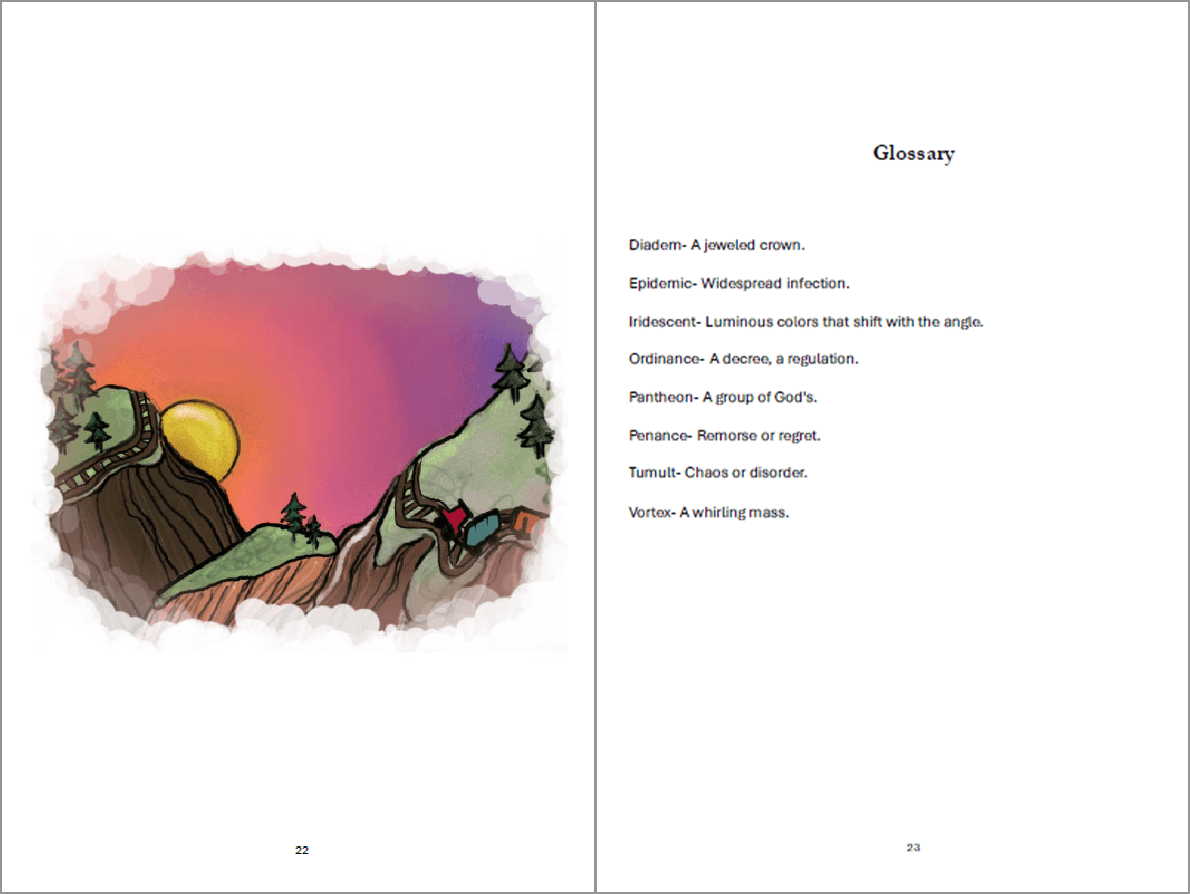 22
Glossary
Diadem- A jeweled crown.
Epidemic- Widespread infection.
Iridescent- Luminous colors that shift with the angle.
Ordinance- A decree, a regulation.
Pantheon- A group of God's.
Penance- Remorse or regret.
Tumult- Chaos or disorder.
Vortex- A whirling mass.
23